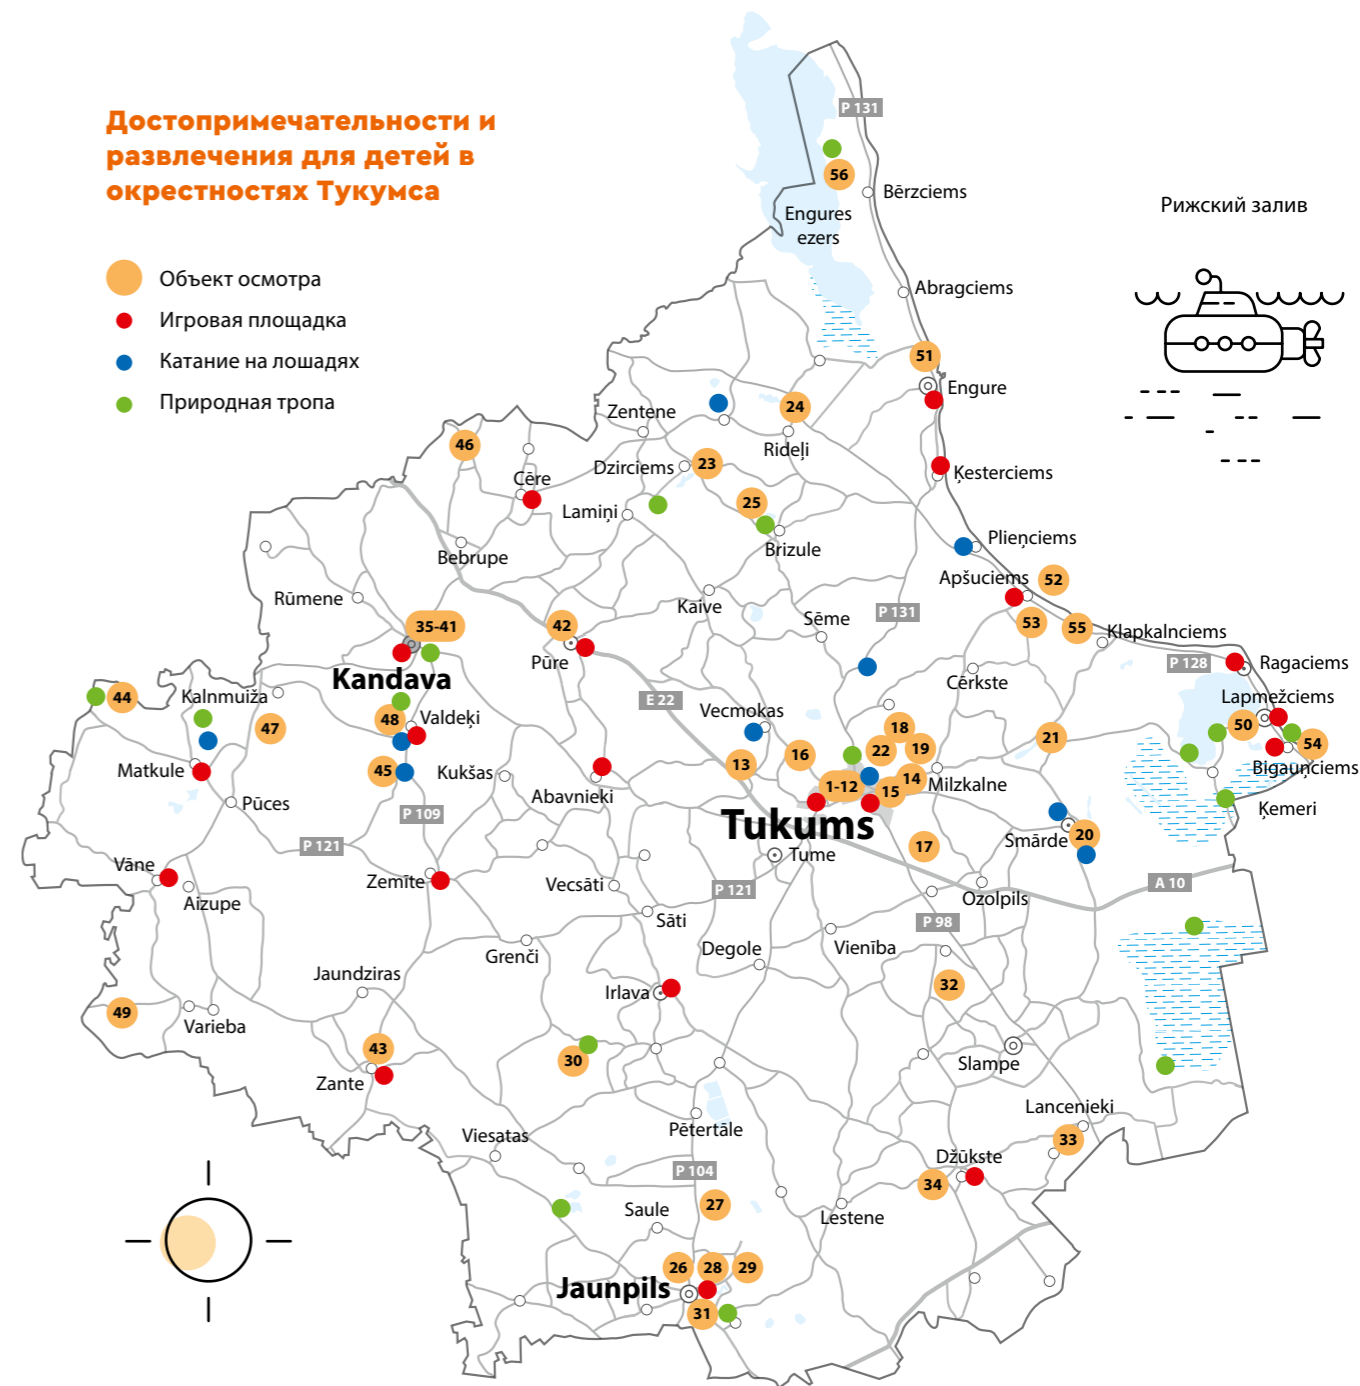 Достопримечательности и
развлечения для детей в
окрестностях Тукумса
Объект осмотра
Игровая площадка
Катание на лошадях
Природная тропа
Рижский залив
P 131
56
Bērzciems
Engures
ezers
Abragciems
51
Engure
Zentene
24
Rideļi
46
Cēre
Dzirciems
23
Ķesterciems
25
Lamiņi
Brizule
Plieņciems
Bebrupe
Apšuciems
52
Rūmene
Kaive
Sēme
P 131
53
55
Klapkalnciems
35-41
42
Pūre
Kandava
P 128
Ragaciems
Cērkste
Lapmežciems
44
Kalnmuiža
E 22
Vecmokas
48
Valdeķi
47
18
50
21
54
22
19
Bigauņciems
13
16
Matkule
45
Kukšas
Abavnieki
1-12
14
15
Milzkalne
Pūces
P 109
Ķemeri
Tukums
Smārde
20
P 121
17
Tume
Vāne
Zemīte
Vecsāti
P 121
A 10
Aizupe
Ozolpils
Sāti
P 98
Grenči
Degole
Vienība
Jaundziras
Irlava
32
49
Varieba
43
30
Slampe
Zante
Lancenieki
Viesatas
Pētertāle
33
Džūkste
P 104
34
27
Saule
Lestene
26
28
29
Jaunpils
31